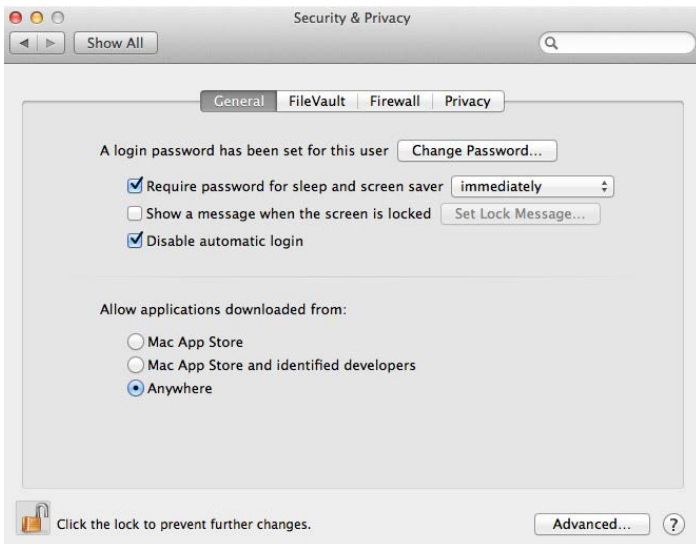 Security & Privacy
Show All
General FileVault Firewall Privacy
A login password has been set for this user Change Password...
Require password for sleep and screen saver immediately
Show a message when the screen is locked Set Lock Message...
Disable automatic login
Allow applications downloaded from:
Mac App Store
Mac App Store and identified developers
Anywhere
Click the lock to prevent further changes. Advanced... ?